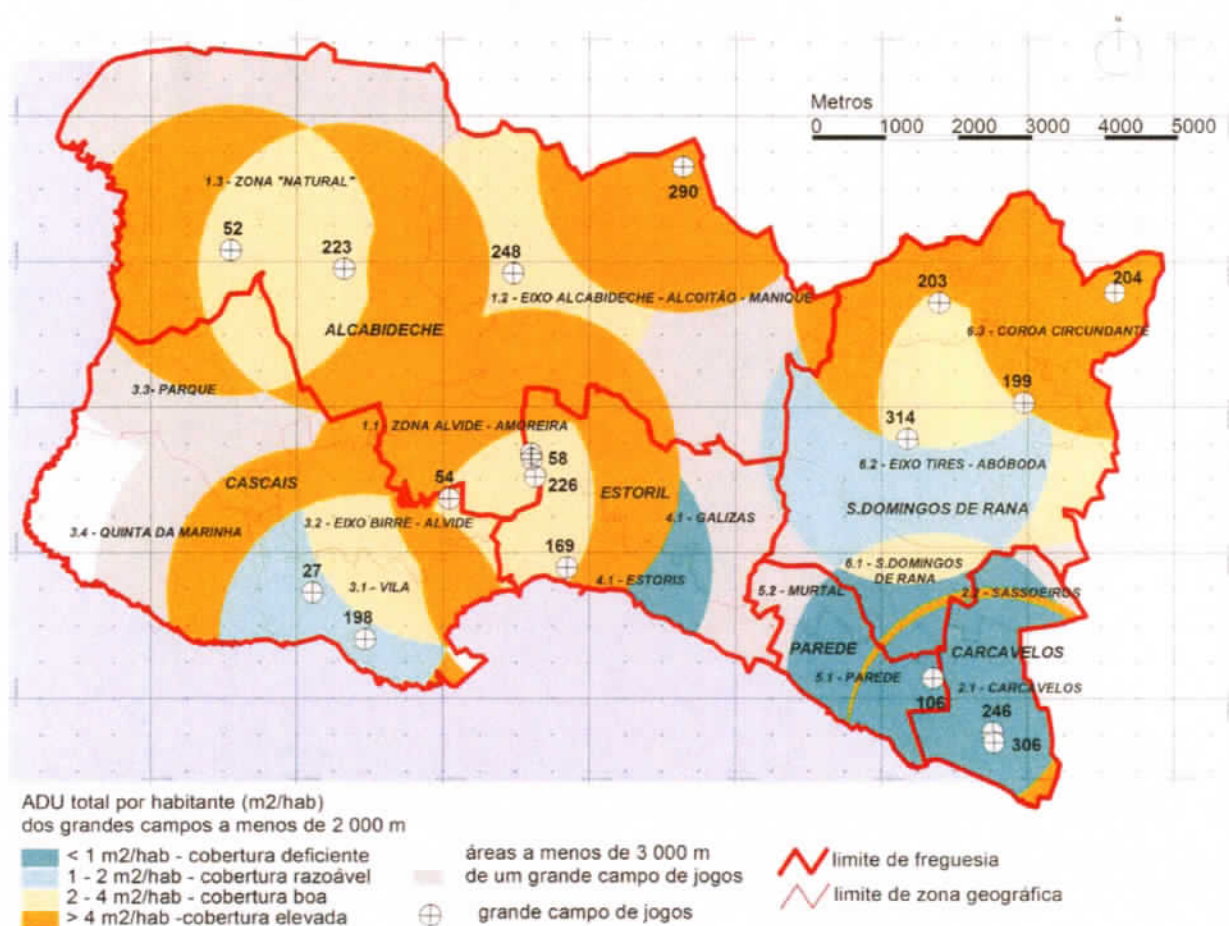 N
Metros
0 1000 2000 3000 4000 5000
1.3 - ZONA "NATURAL"
290
52
223
248
203
204
1.2 - EIXO ALCABIDECHE - ALCOITÃO - MANIQUE
ALCABIDECHE
6.3 - COROA CIRCUNDANTE
3.3- PARQUE
199
314
1.1 - ZONA ALVIDE - AMOREIRA
58
6.2 - EIXO TIRES - ABÓBODA
54
226
CASCAIS
ESTORIL
S.DOMINGOS DE RANA
4.1 - GALIZAS
3.2 - EIXO BIRRE - ALVIDE
3.4 - QUINTA DA MARINHA
169
6.1 - S.DOMINGOS
DE RANA
27
3.1 - VILA
4.1 - ESTORIS
5.2 - MURTAL
2.2 - SASSOEIROS
198
PAREDE
CARCAVELOS
5.1 - PAREDE
2.1 - CARCAVELOS
106
246
306
ADU total por habitante (m2/hab)
dos grandes campos a menos de 2 000 m
< 1 m2/hab - cobertura deficiente
1 - 2 m2/hab - cobertura razoável
2 - 4 m2/hab - cobertura boa
> 4 m2/hab -cobertura elevada
áreas a menos de 3 000 m
de um grande campo de jogos
grande campo de jogos
limite de freguesia
limite de zona geográfica